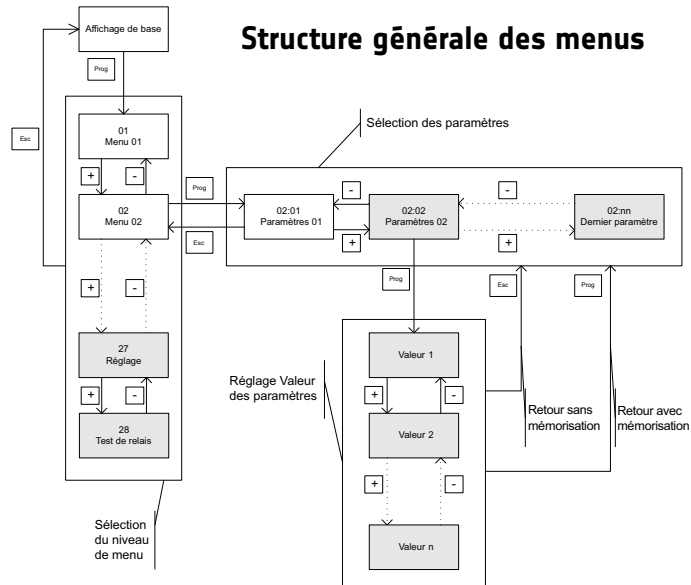 Structure générale des menus
Affichage de base
Prog
Esc
01
Menu 01
+
-
02
Menu 02
Prog
Esc
+
-
27
Réglage
+
-
28
Test de relais
Sélection
du niveau
de menu
Sélection des paramètres
02:01
Paramètres 01
-
+
02:02
Paramètres 02
-
+
02:nn
Dernier paramètre
Prog
Esc
Prog
Réglage Valeur
des paramètres
Valeur 1
+
-
Valeur 2
+
-
Valeur n
Retour sans
mémorisation
Retour avec
mémorisation